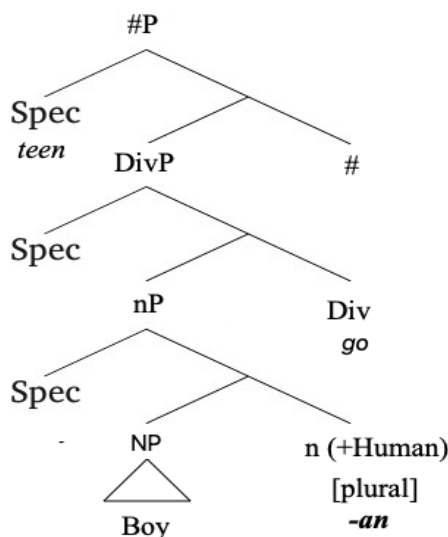 #P
Spec
teen
DivP #
Spec
nP Div
go
Spec
- NP n (+Human)
[plural]
Boy -an